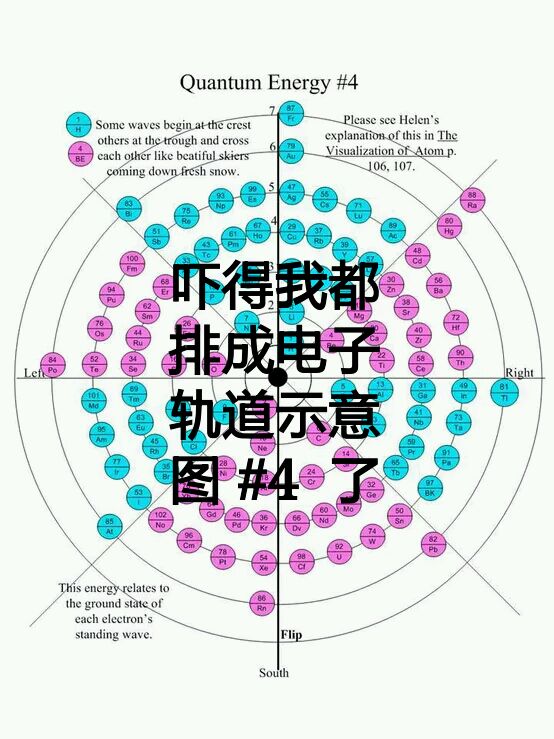 Quantum Energy #4
Some waves begin at the crest
others at the trough and cross
each other like beatiful skiers
coming down fresh snow.
Please see Helen's
explanation of this in The
Visualization of Atom p.
106, 107.
1 H
4 BE
7
6
5
4
3
2
87 Fr
79 Au
47 Ag
55 Cs
71 Lu
89 Ac
99 Es
93 Np
75 Re
83 Bi
51 Sb
43 Tc
61 Pm
67 Ho
29 Cu
37 Rb
39 Y
57
33
88 Ra
80 Hg
48 Cd
56 Ba
72 Hf
90 Th
30 Zn
38 Sr
40 Zr
58 Ce
22 Ti
100 Fm
94 Pu
76 Os
84 Po
68 Er
62 Sm
44 Ru
52 Te
34 Se
26
P
Li
Mg
7
O
吓得我都
排成电子
轨道示意
图 #4 了
Left
Right
81 Tl
49 In
31 Ga
13 Al
5
41 Nb
73 Ta
59 Pr
91 Pa
65 Tb
97 BK
101 Md
69 Tm
63 Eu
95 Am
45 Rh
77 Ir
35
53 I
85 At
Cl
Ne
C
14
28 Ni
24 Cr
32 Ge
Mo
50 Sn
82 Pb
74 W
60 Nd
66 Dy
92 U
98 Cf
102 No
Gd
46 Pd
36 Kr
96 Cm
78 Pt
54 Xe
86 Rn
This energy relates to
the ground state of
each electron's
standing wave.
Flip
South